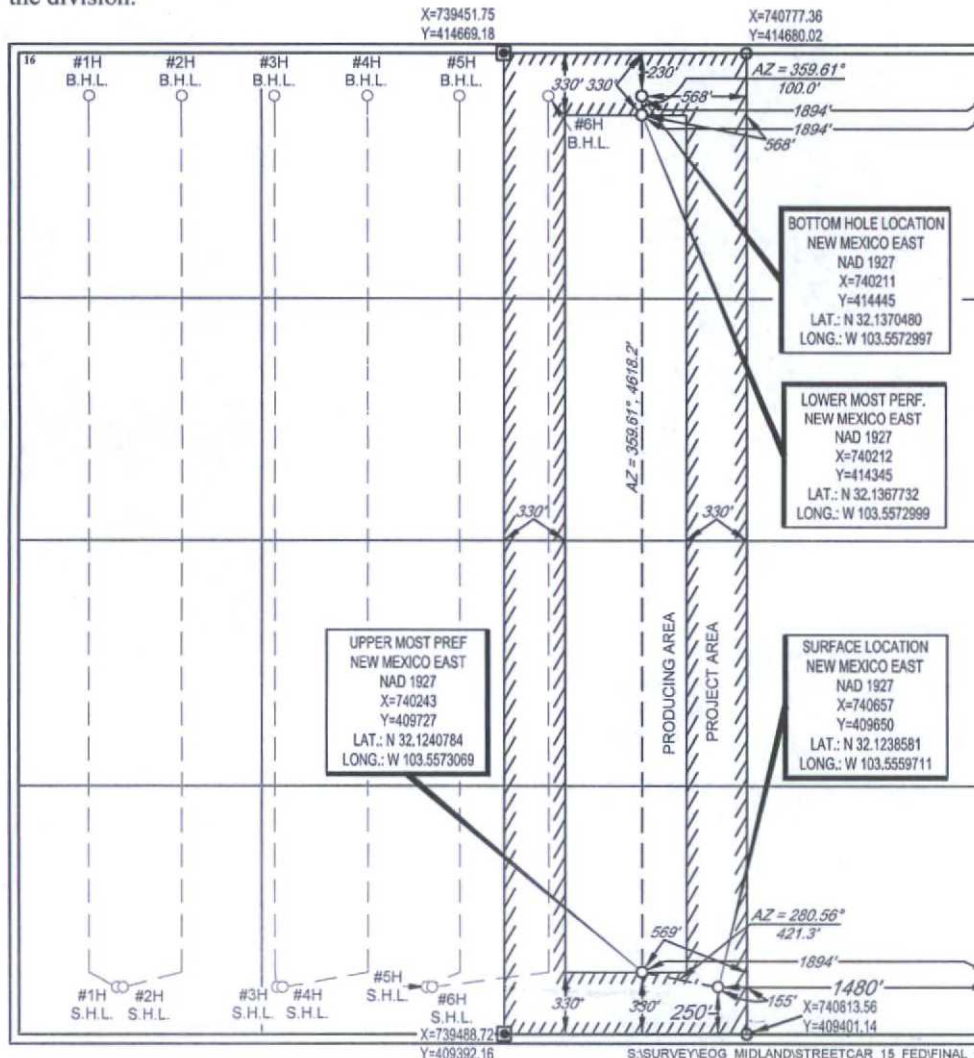 the division.
X=739451.75
Y=414669.18
X=740777.36
Y=414680.02
16
#1H
B.H.L.
#2H
B.H.L.
#3H
B.H.L.
#4H
B.H.L.
#5H
B.H.L.
#6H
B.H.L.
330' 330'
230'
568'
AZ = 359.61°
100.0'
1894'
1894'
568'
BOTTOM HOLE LOCATION
NEW MEXICO EAST
NAD 1927
X=740211
Y=414445
LAT.: N 32.1370480
LONG.: W 103.5572997
LOWER MOST PERF.
NEW MEXICO EAST
NAD 1927
X=740212
Y=414345
LAT.: N 32.1367732
LONG.: W 103.5572999
AZ = 359.61°, 4618.2'
330'
330'
UPPER MOST PREF
NEW MEXICO EAST
NAD 1927
X=740243
Y=409727
LAT.: N 32.1240784
LONG.: W 103.5573069
PRODUCING AREA
PROJECT AREA
SURFACE LOCATION
NEW MEXICO EAST
NAD 1927
X=740657
Y=409650
LAT.: N 32.1238581
LONG.: W 103.5559711
AZ = 280.56°
421.3'
569'
1894'
1480'
155'
330'
330'
250'
#1H
S.H.L.
#2H
S.H.L.
#3H
S.H.L.
#4H
S.H.L.
#5H
S.H.L.
#6H
S.H.L.
X=740813.56
Y=409401.14
X=739488.72
Y=409392.16
S:\SURVEY\EOG_MIDLAND\STREETCAR_15_FED\FINAL